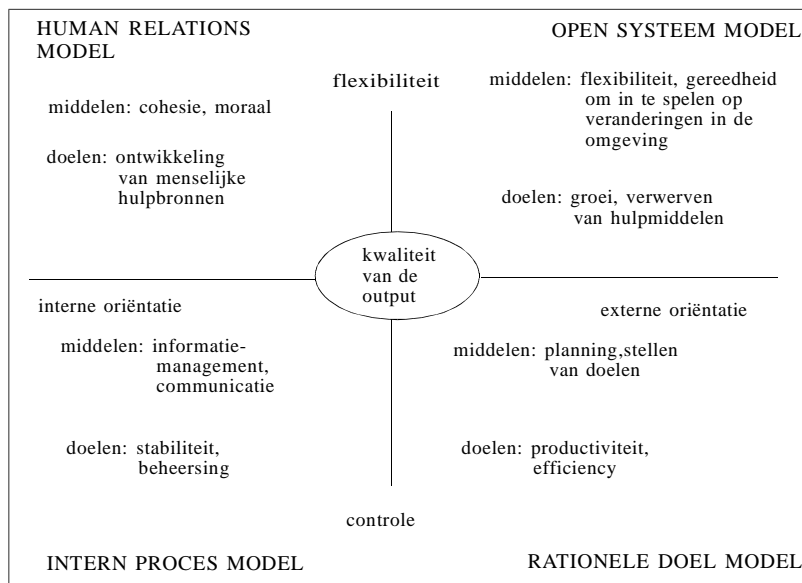 HUMAN RELATIONS
MODEL
OPEN SYSTEEM MODEL
flexibiliteit
middelen: cohesie, moraal
doelen: ontwikkeling
van menselijke
hulpbronnen
middelen: flexibiliteit, gereedheid
om in te spelen op
veranderingen in de
omgeving
doelen: groei, verwerven
van hulpmiddelen
kwaliteit
van de
output
interne oriëntatie
externe oriëntatie
middelen: informatie-
management,
communicatie
doelen: stabiliteit,
beheersing
middelen: planning,stellen
van doelen
doelen: productiviteit,
efficiency
controle
INTERN PROCES MODEL
RATIONELE DOEL MODEL